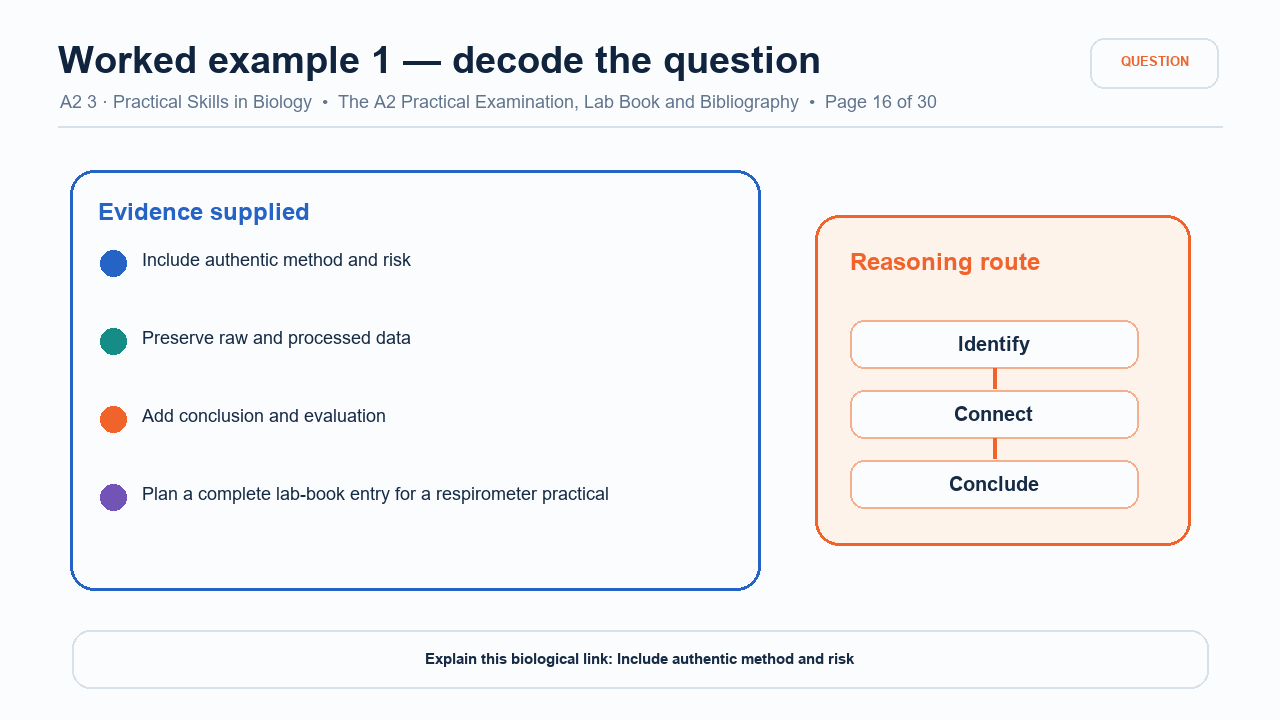 Worked example 1 — decode the question
QUESTION
A2 3 · Practical Skills in Biology • The A2 Practical Examination, Lab Book and Bibliography • Page 16 of 30
Evidence supplied
Include authentic method and risk
Preserve raw and processed data
Add conclusion and evaluation
Plan a complete lab-book entry for a respirometer practical
Reasoning route
Identify
Connect
Conclude
Explain this biological link: Include authentic method and risk